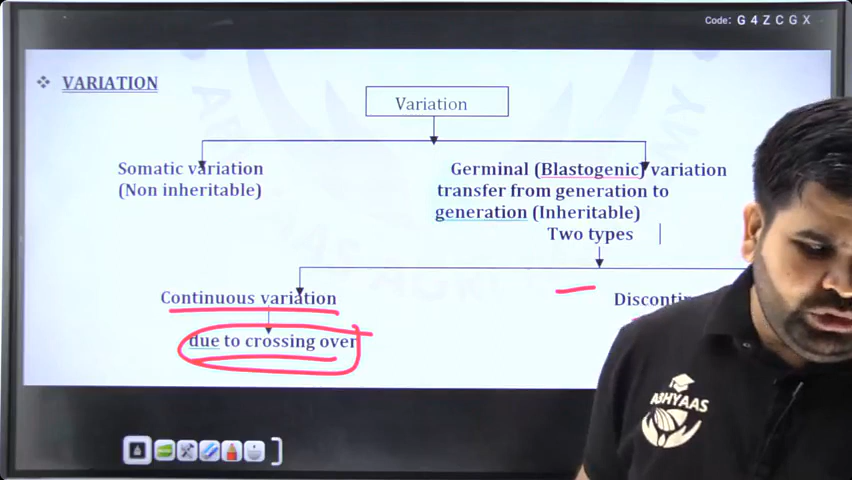 Code: G4ZCGX
❖ VARIATION
Variation
Somatic variation
(Non inheritable)
Germinal (Blastogenic) variation
transfer from generation to
generation (Inheritable)
Two types
Continuous variation
due to crossing over
ABHYAAS